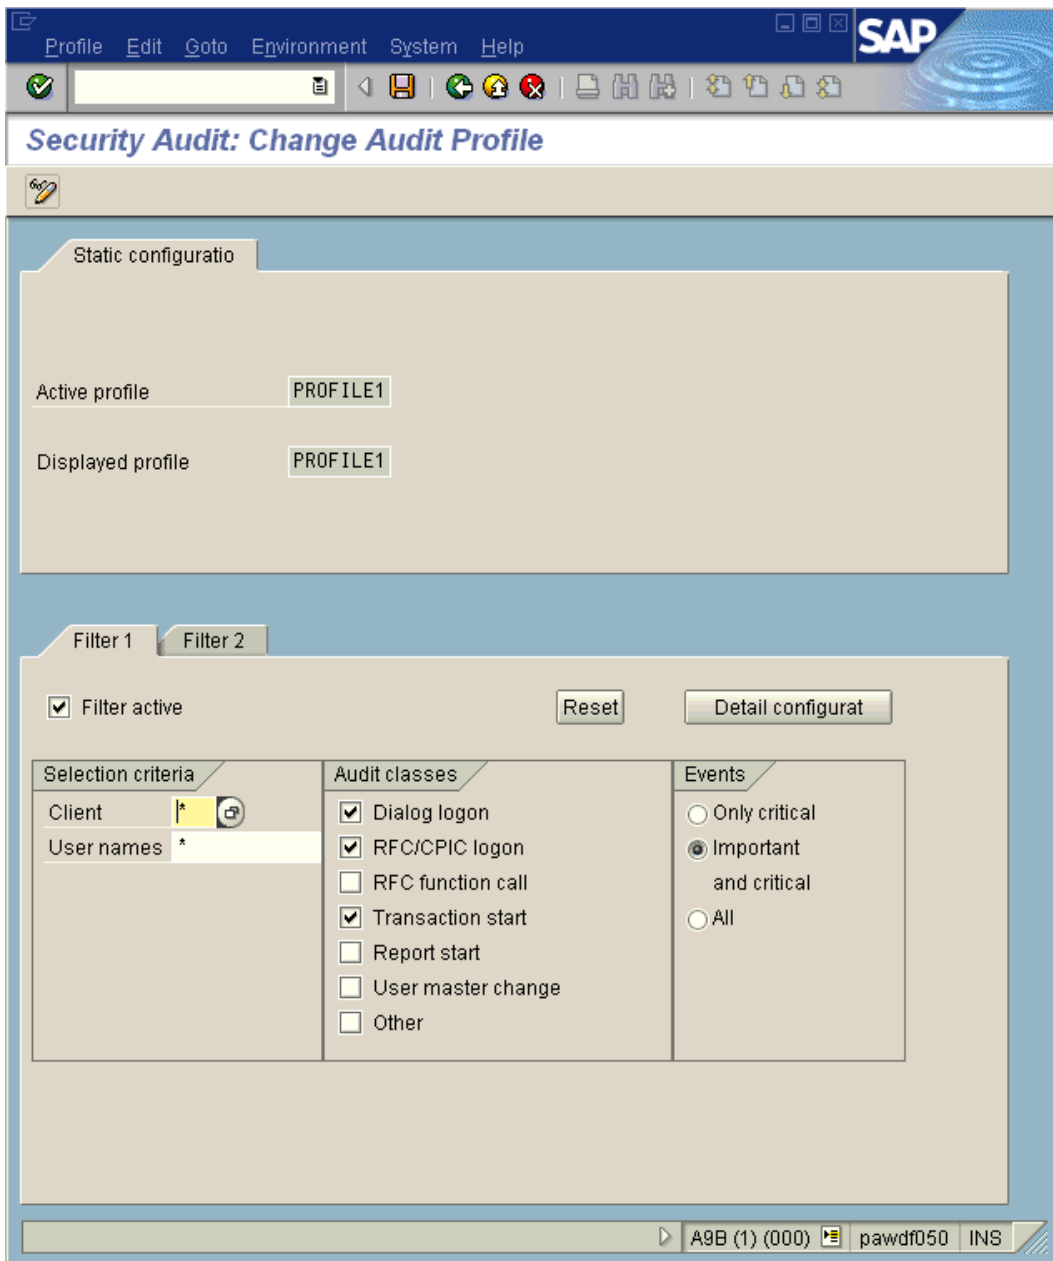 Profile Edit Goto Environment System Help
SAP
Security Audit: Change Audit Profile
Static configuratio
Active profile PROFILE1
Displayed profile PROFILE1
Filter 1 Filter 2
Filter active Reset Detail configurat
Selection criteria Audit classes Events
Client * Dialog logon Only critical
User names * RFC/CPIC logon Important
RFC function call and critical
Transaction start All
Report start
User master change
Other
A9B (1) (000) pawdf050 INS